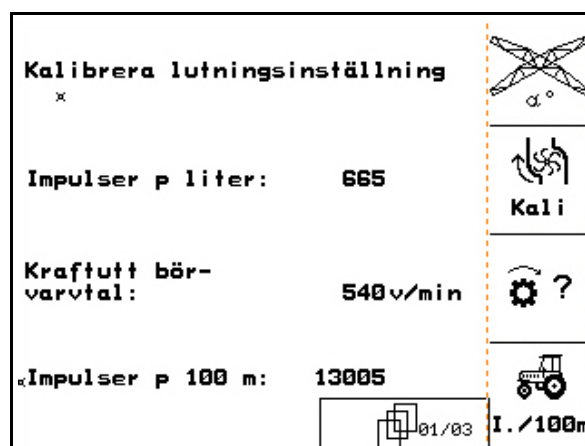 Kalibrera lutningsinställning
α°
Impulser p liter: 665
Kali
Kraftutt bör-
varvtal: 540v/min
?
Impulser p 100 m: 13005
01/03
I./100m